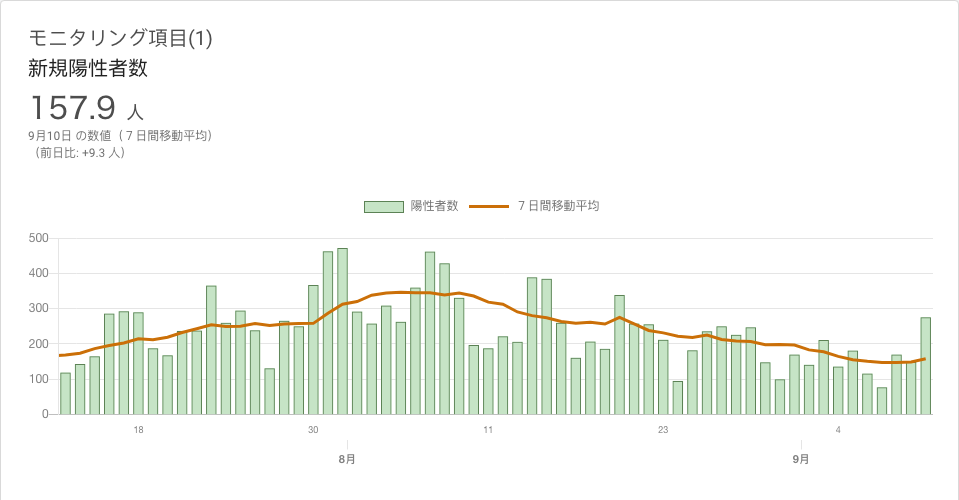 モニタリング項目(1)
新規陽性者数
157.9 人
9月10日 の数値（７日間移動平均）
（前日比: +9.3 人）
陽性者数 ７日間移動平均
500
400
300
200
100
0
18 30 11 23 4
8月 9月